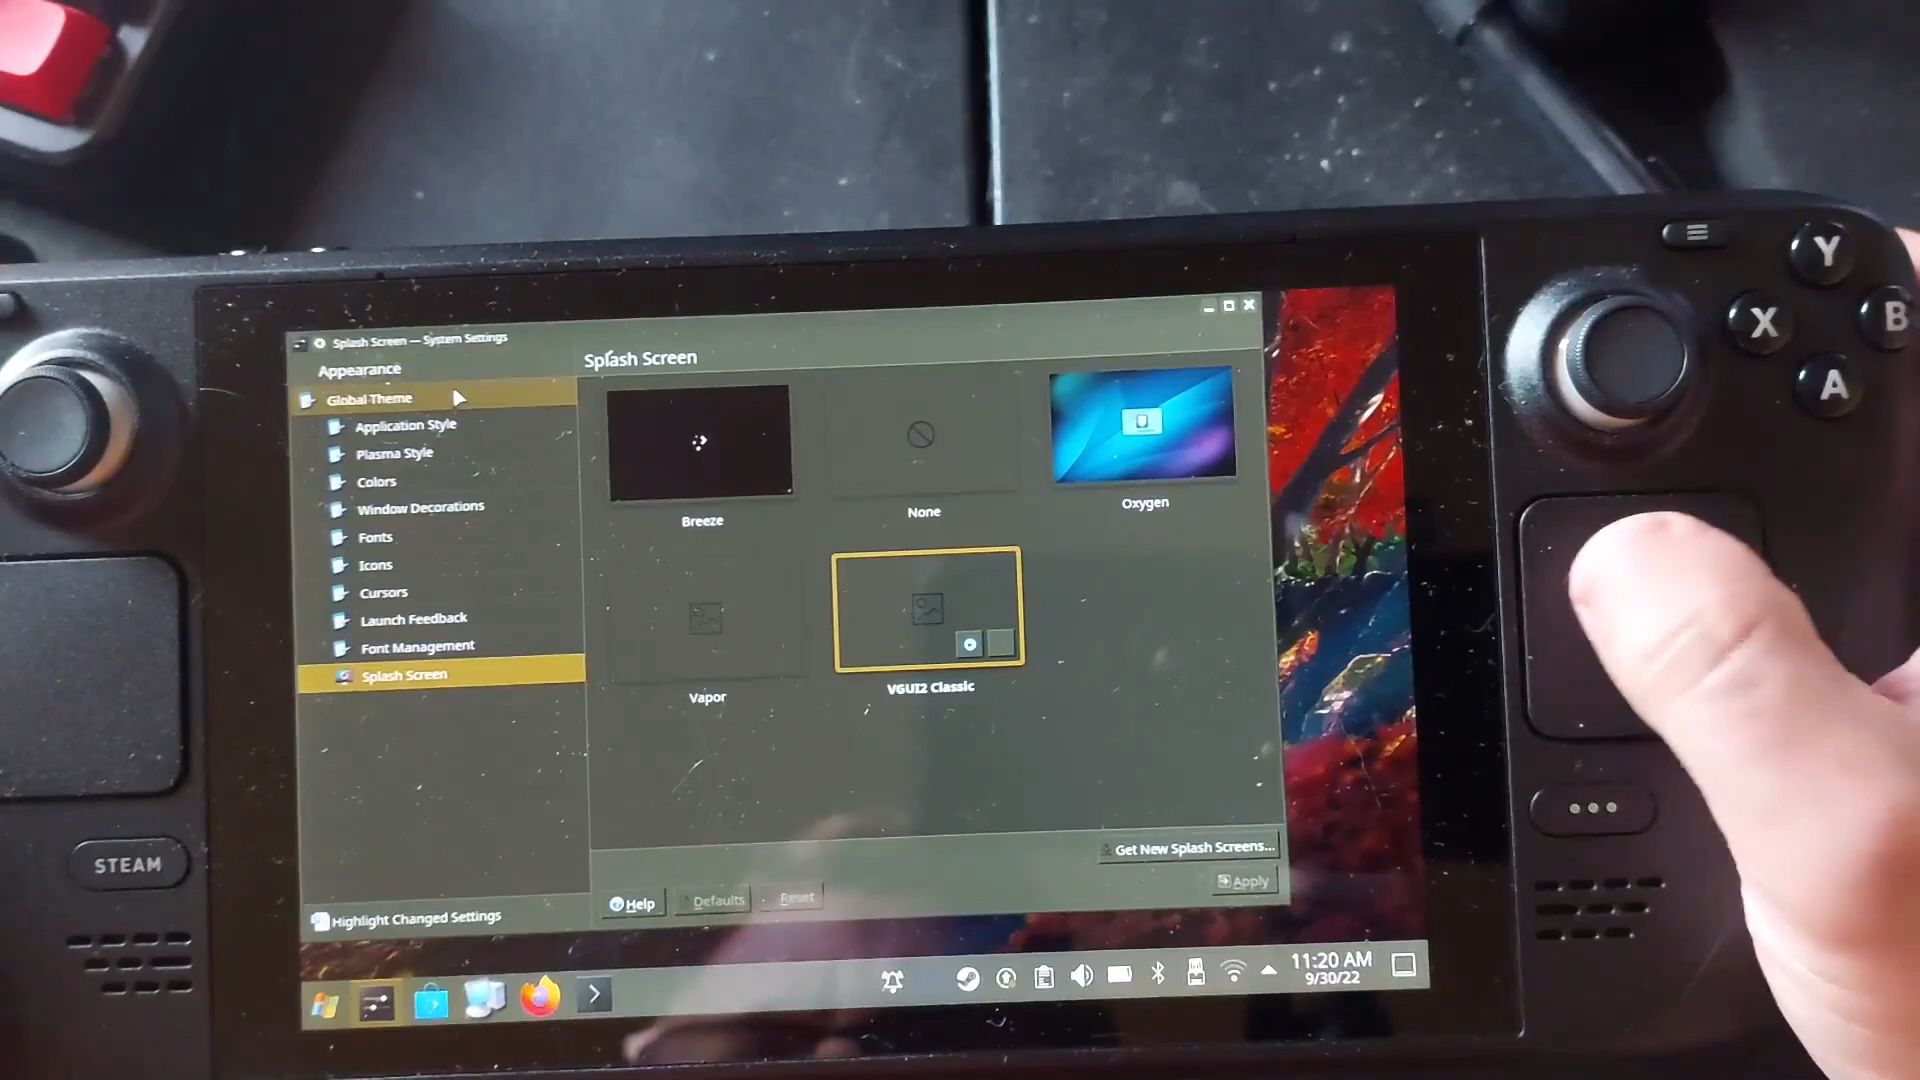 Splash Screen — System Settings
Appearance
Splash Screen
Global Theme
Application Style
Plasma Style
Colors
Window Decorations
Fonts
Icons
Cursors
Launch Feedback
Font Management
Splash Screen
Highlight Changed Settings
Breeze
None
Oxygen
Vapor
VGUI2 Classic
Get New Splash Screens...
Help
Defaults
Reset
Apply
11:20 AM
9/30/22
STEAM
Y
X
B
A